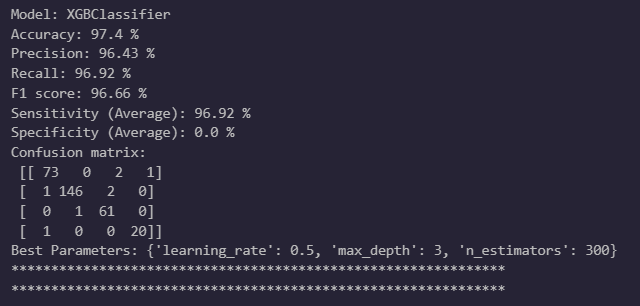 Model: XGBClassifier
Accuracy: 97.4 %
Precision: 96.43 %
Recall: 96.92 %
F1 score: 96.66 %
Sensitivity (Average): 96.92 %
Specificity (Average): 0.0 %
Confusion matrix:
[[ 73   0   2   1]
[  1 146   2   0]
[  0   1  61   0]
[  1   0   0  20]]
Best Parameters: {'learning_rate': 0.5, 'max_depth': 3, 'n_estimators': 300}
***************************************************************
***************************************************************